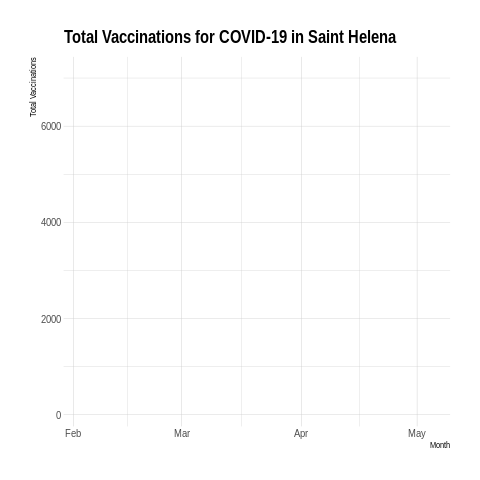 Total Vaccinations for COVID-19 in Saint Helena
Total Vaccinations
6000
4000
2000
0
Feb Mar Apr May
Month